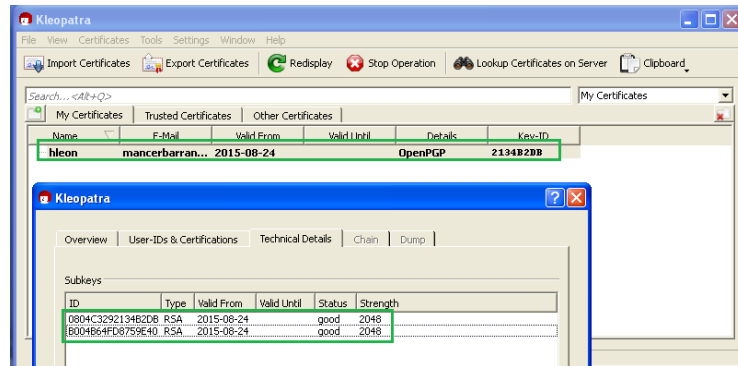 Kleopatra
File View Certificates Tools Settings Window Help
Import Certificates Export Certificates Redisplay Stop Operation Lookup Certificates on Server Clipboard
Search...<Alt+Q> My Certificates
My Certificates Trusted Certificates Other Certificates
Name E-Mail Valid From Valid Until Details Key-ID
hleon mancerbarran... 2015-08-24 OpenPGP 2134B2DB
Kleopatra
Overview User-IDs & Certifications Technical Details Chain Dump
Subkeys
ID Type Valid From Valid Until Status Strength
0804C3292134B2DB RSA 2015-08-24 good 2048
B004B64FD8759E40 RSA 2015-08-24 good 2048